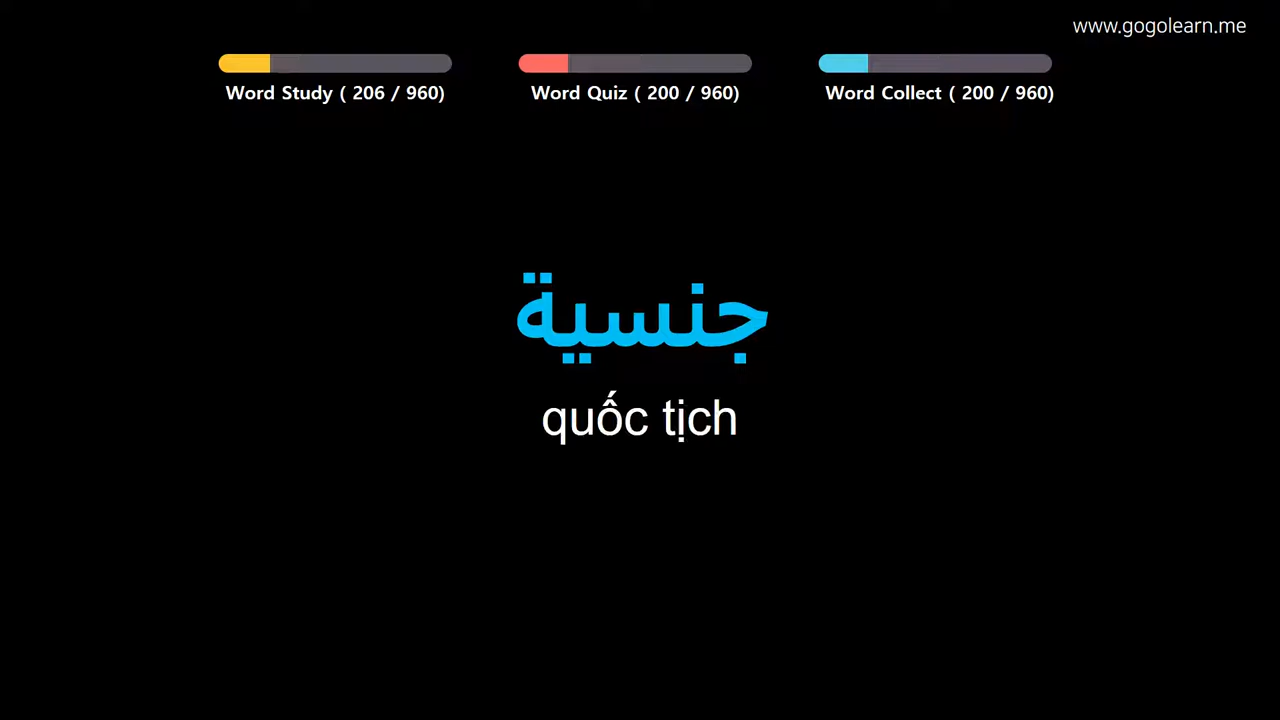 www.gogolearn.me
Word Study ( 206 / 960)
Word Quiz ( 200 / 960)
Word Collect ( 200 / 960)
جنسية
quốc tịch